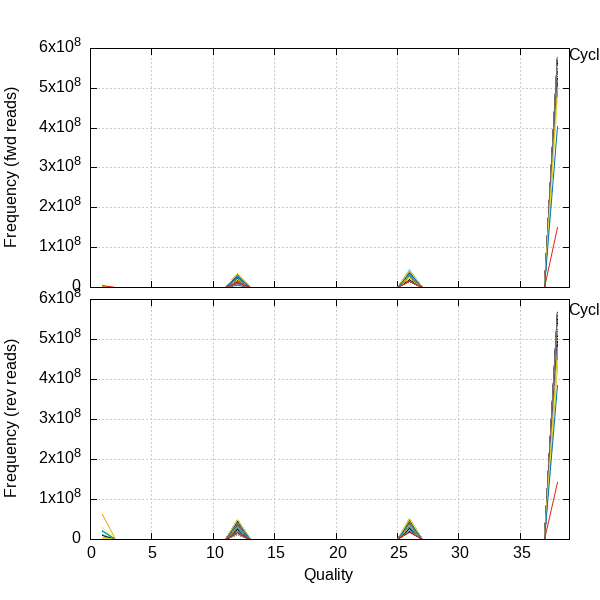 6x10^8
Cycl
5x10^8
4x10^8
3x10^8
2x10^8
1x10^8
0
Frequency (fwd reads)
6x10^8
Cycl
5x10^8
4x10^8
3x10^8
2x10^8
1x10^8
0
Frequency (rev reads)
0 5 10 15 20 25 30 35
Quality